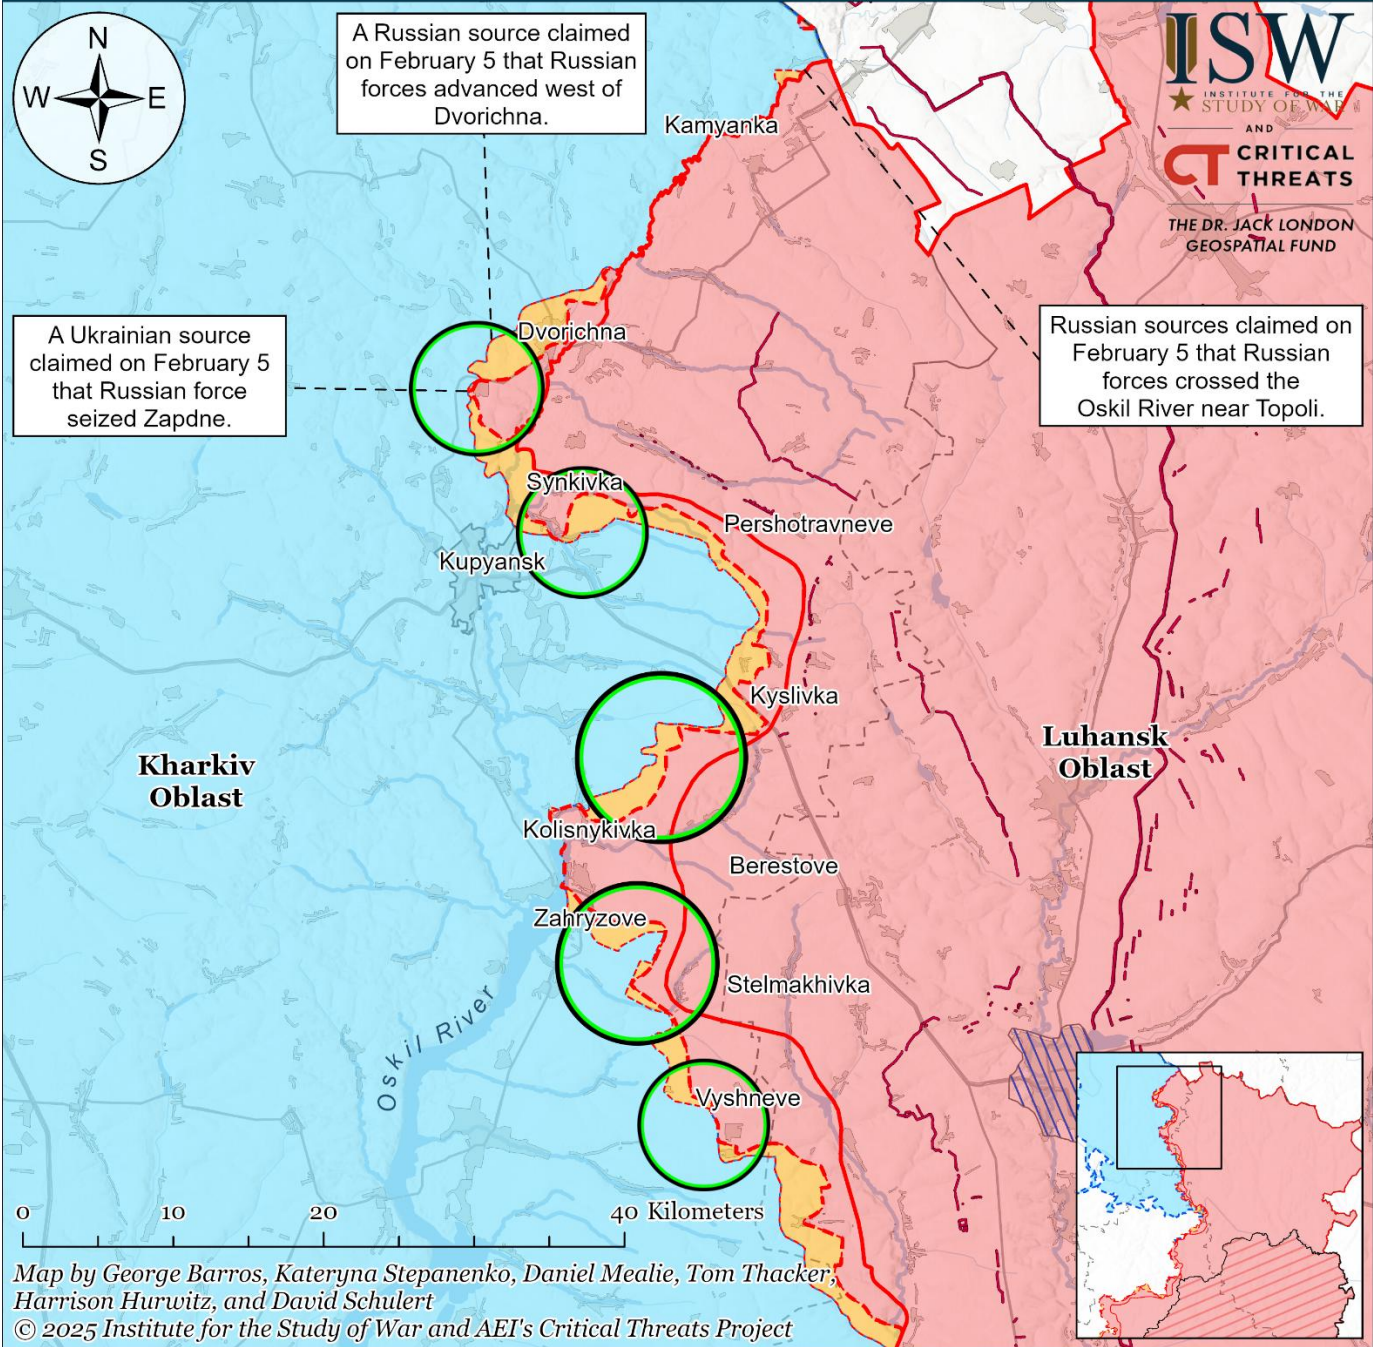 N
W
E
S
A Russian source claimed
on February 5 that Russian
forces advanced west of
Dvorichna.
ISW
INSTITUTE FOR THE
STUDY OF WAR
AND
CT CRITICAL
THREATS
THE DR. JACK LONDON
GEOSPATIAL FUND
Kamyanka
A Ukrainian source
claimed on February 5
that Russian force
seized Zapdne.
Dvorichna
Russian sources claimed on
February 5 that Russian
forces crossed the
Oskil River near Topoli.
Synkivka
Pershotravneve
Kupyansk
Kyslivka
Kharkiv
Oblast
Luhansk
Oblast
Kolisnykivka
Berestove
Zahryzove
Stelmakhivka
Oskil River
Vyshneve
0 10 20 40 Kilometers
Map by George Barros, Kateryna Stepanenko, Daniel Mealie, Tom Thacker,
Harrison Hurwitz, and David Schulert
© 2025 Institute for the Study of War and AEI's Critical Threats Project